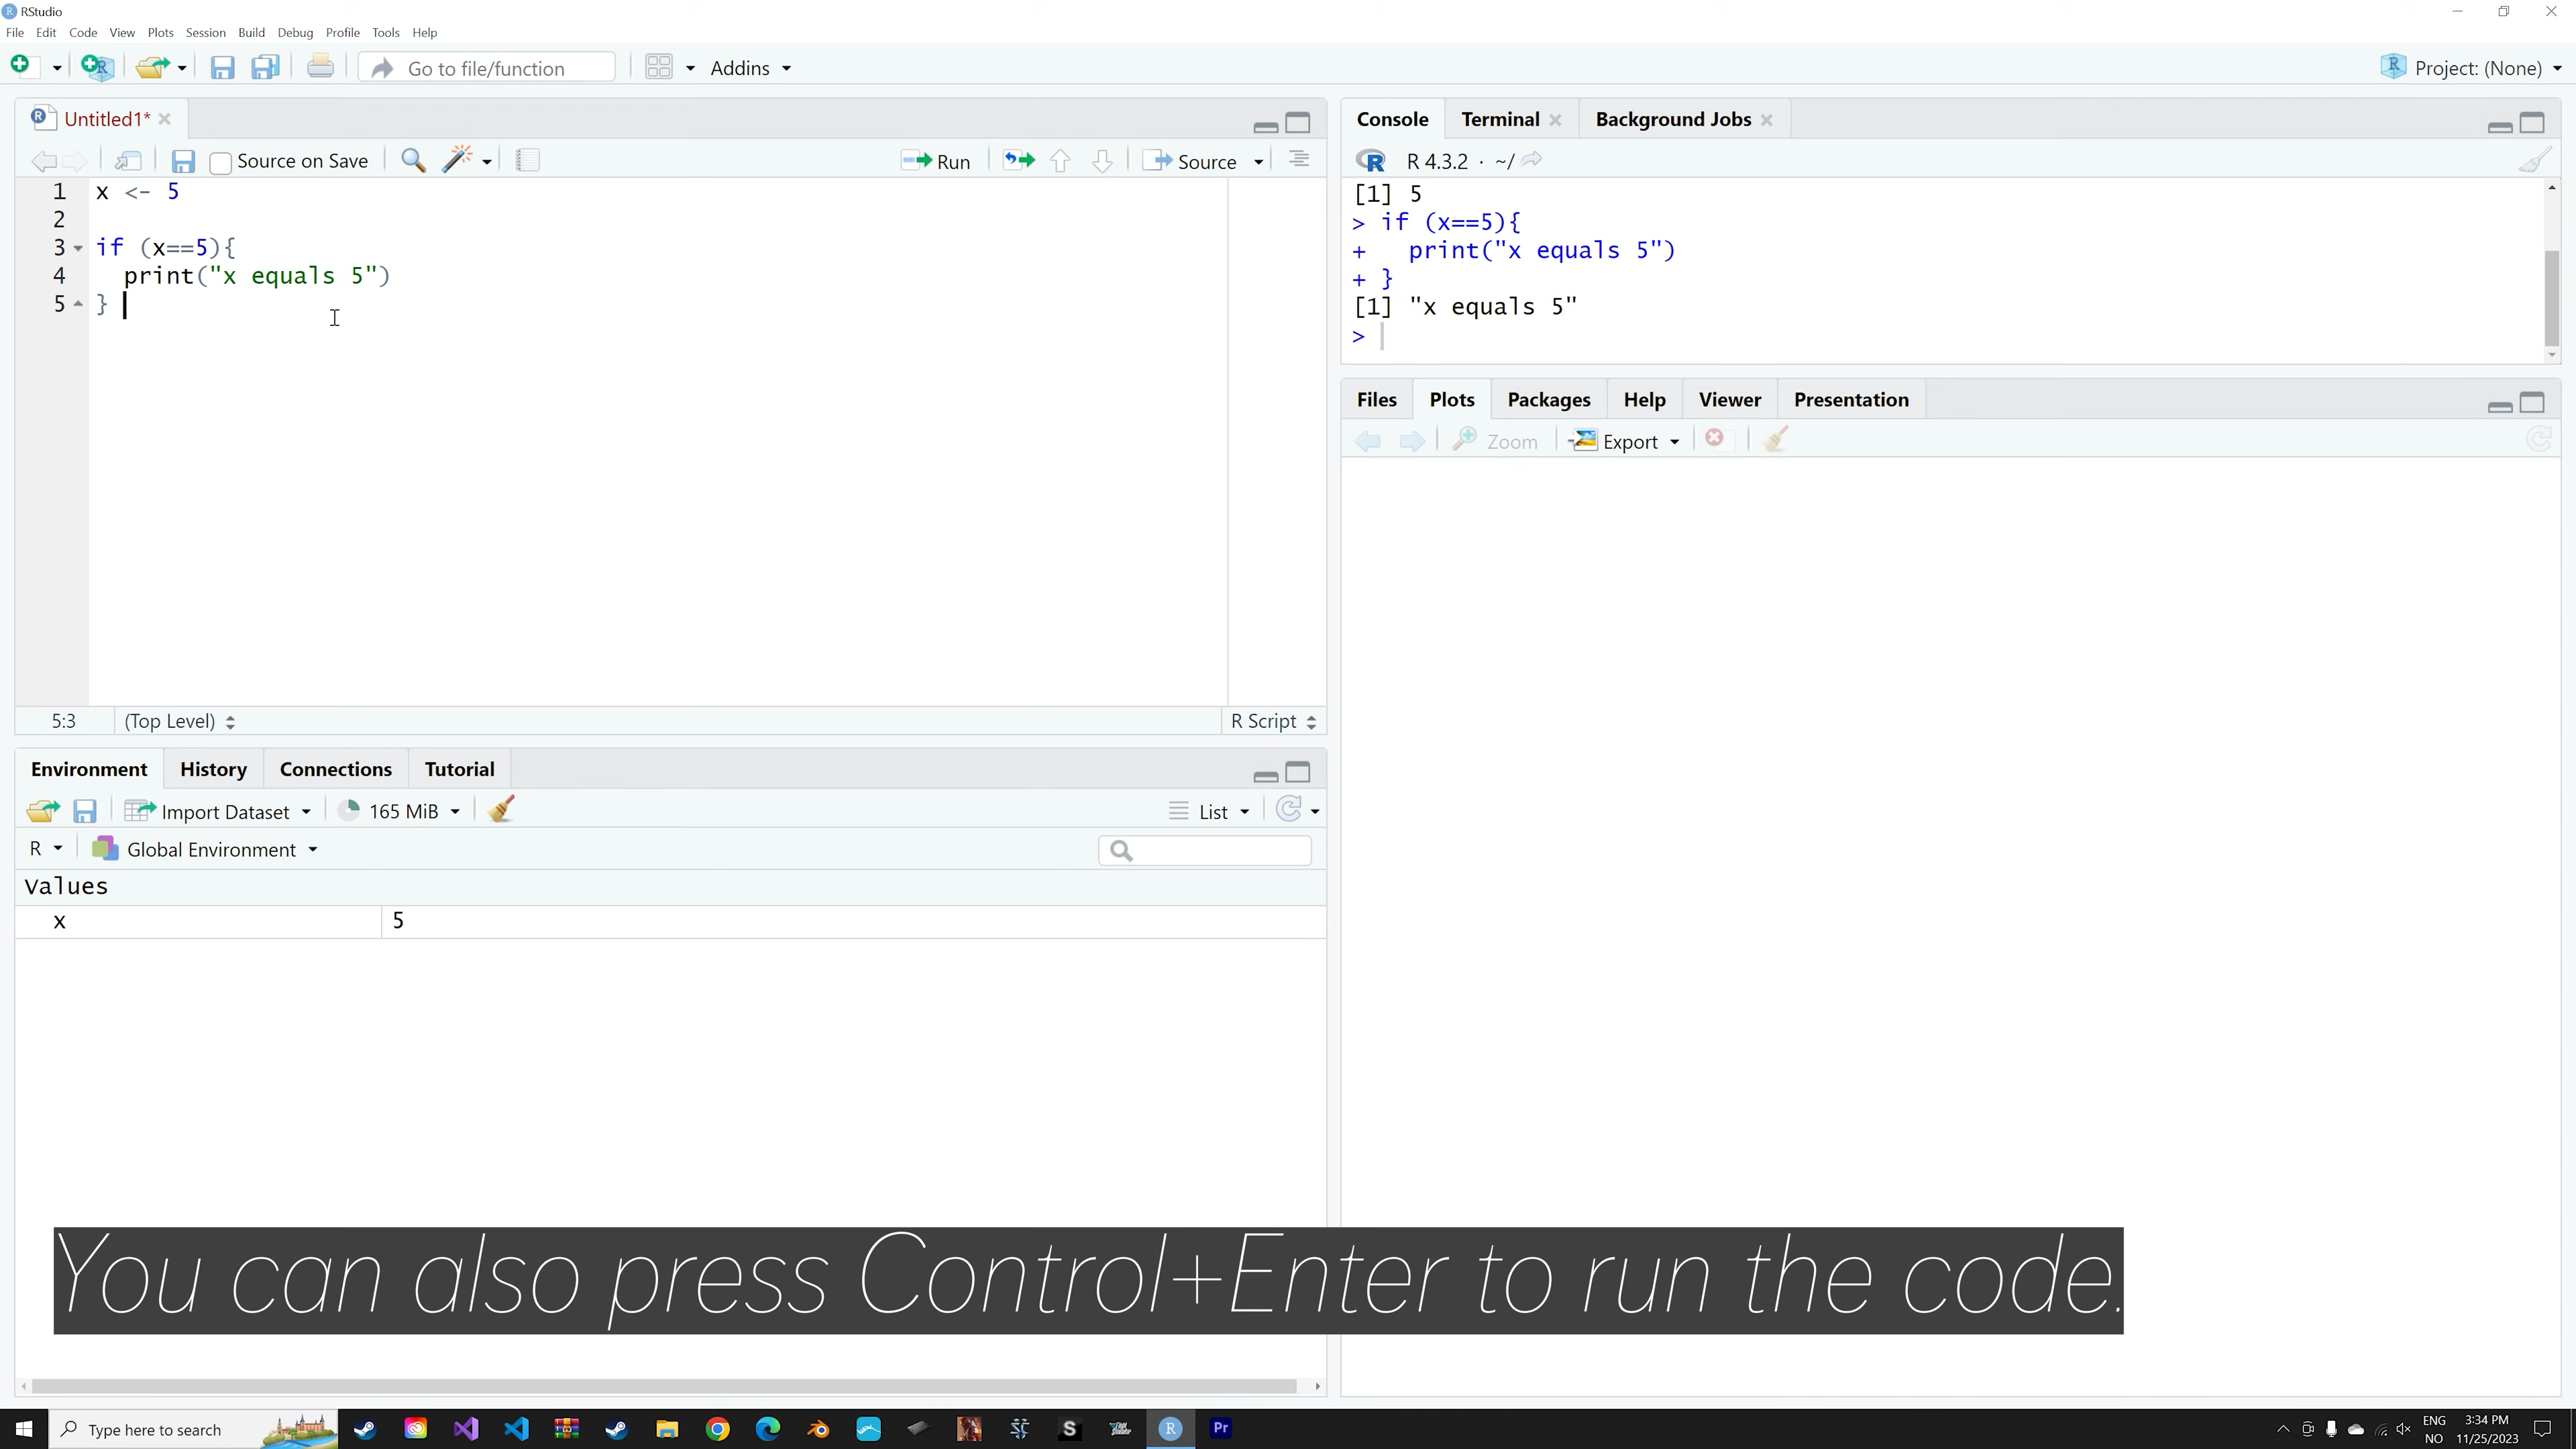 RStudio
File Edit Code View Plots Session Build Debug Profile Tools Help
Go to file/function Addins Project: (None)
Untitled1*
Source on Save Run Source
1 x <- 5
2
3 if (x==5){
4 print("x equals 5")
5 }
5:3 (Top Level) R Script
Console Terminal Background Jobs
R 4.3.2 · ~/
[1] 5
> if (x==5){
+ print("x equals 5")
+ }
[1] "x equals 5"
>
Files Plots Packages Help Viewer Presentation
Zoom Export
Environment History Connections Tutorial
Import Dataset 165 MiB List
R Global Environment
Values
x 5
You can also press Control+Enter to run the code.
Type here to search
Pr
ENG
NO
3:34 PM
11/25/2023